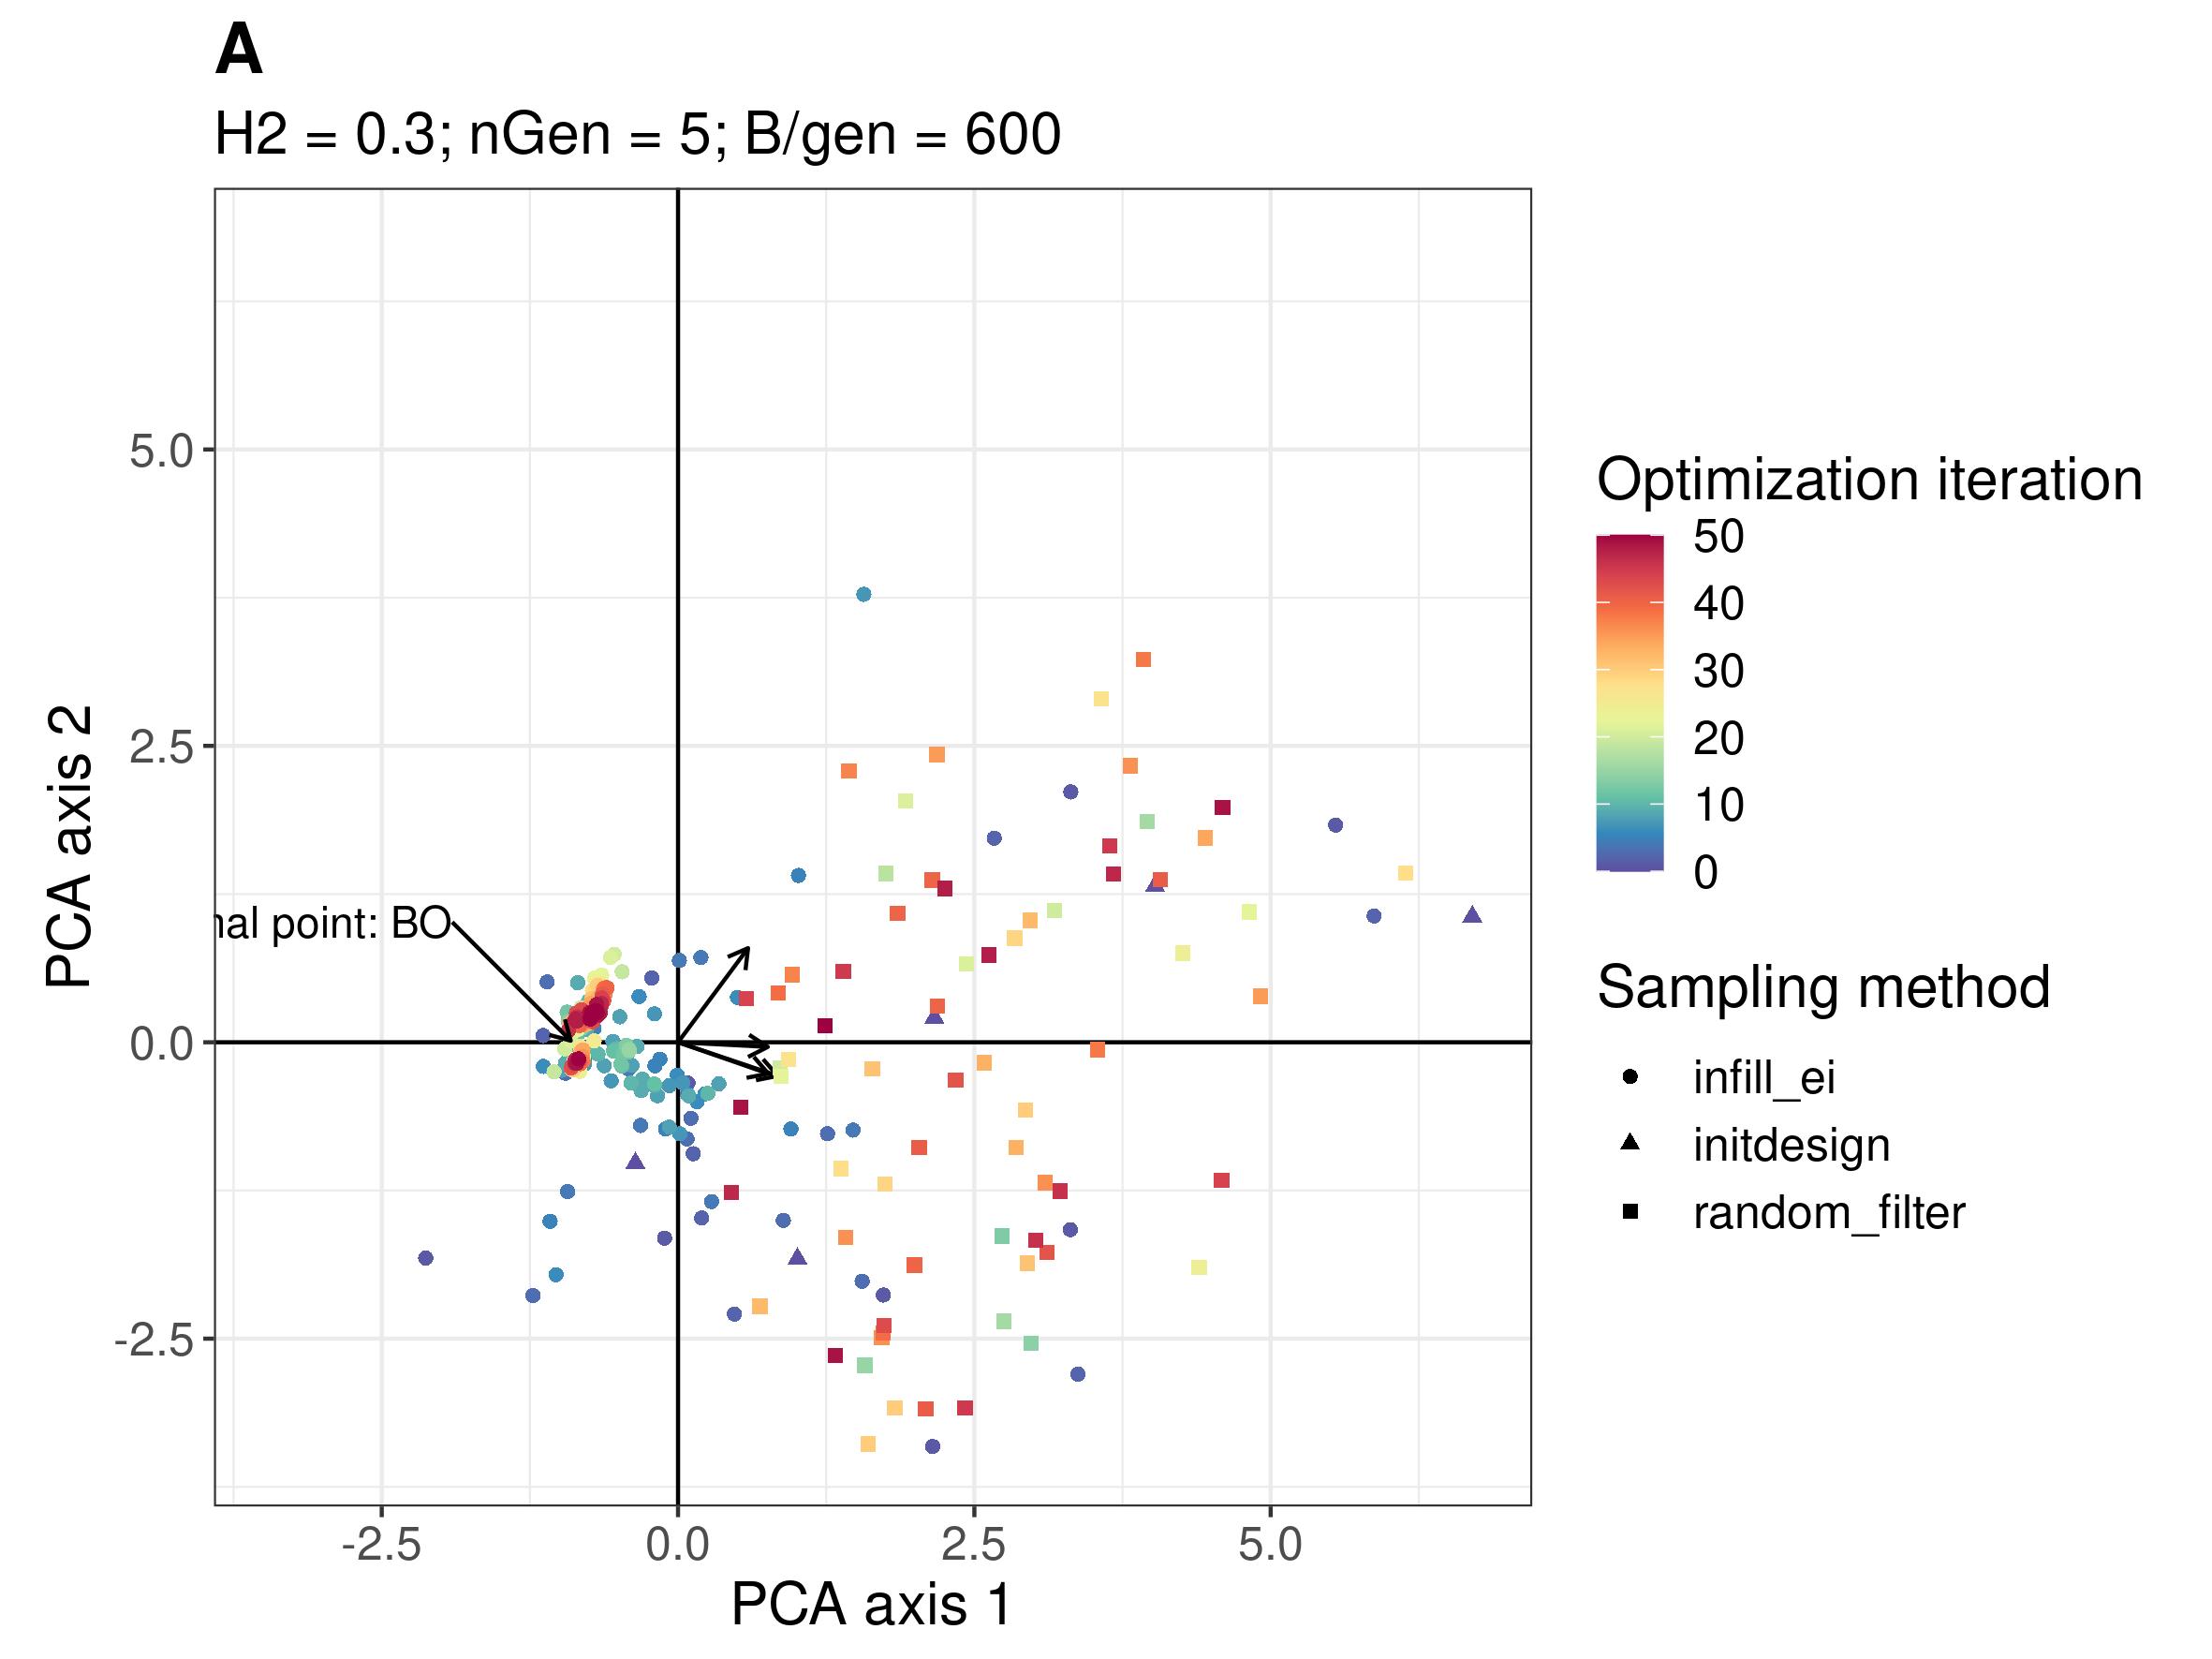 A
H2 = 0.3; nGen = 5; B/gen = 600
PCA axis 2
5.0
2.5
0.0
-2.5
point: BO
-2.5
0.0
2.5
5.0
PCA axis 1
Optimization iteration
50
40
30
20
10
0
Sampling method
infill_ei
initdesign
random_filter